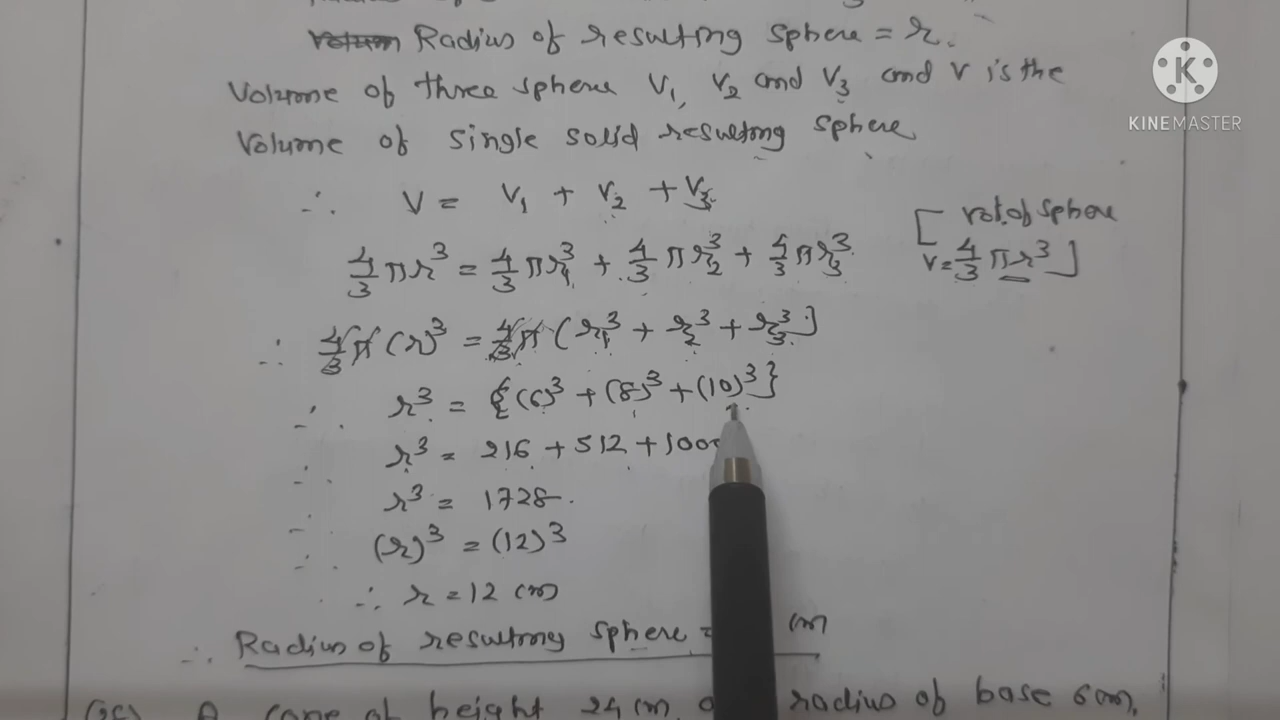 Radius of resulting sphere = r.
Volume of three sphere V₁, V₂ and V₃ and V is the
Volume of single solid resulting sphere
∴ V = V₁ + V₂ + V₃
[vol. of sphere
V = 4/3 πr³]
4/3 πr³ = 4/3 πr₁³ + 4/3 πr₂³ + 4/3 πr₃³
∴ 4/3 π (r)³ = 4/3 π (r₁³ + r₂³ + r₃³]
∴ r³ = {(6)³ + (8)³ + (10)³}
∴ r³ = 216 + 512 + 100
∴ r³ = 1728.
∴ (r)³ = (12)³
∴ r = 12 cm
∴ Radius of resulting sphere = cm
A cone of height 24 cm radius of base 6cm.
KINEMASTER